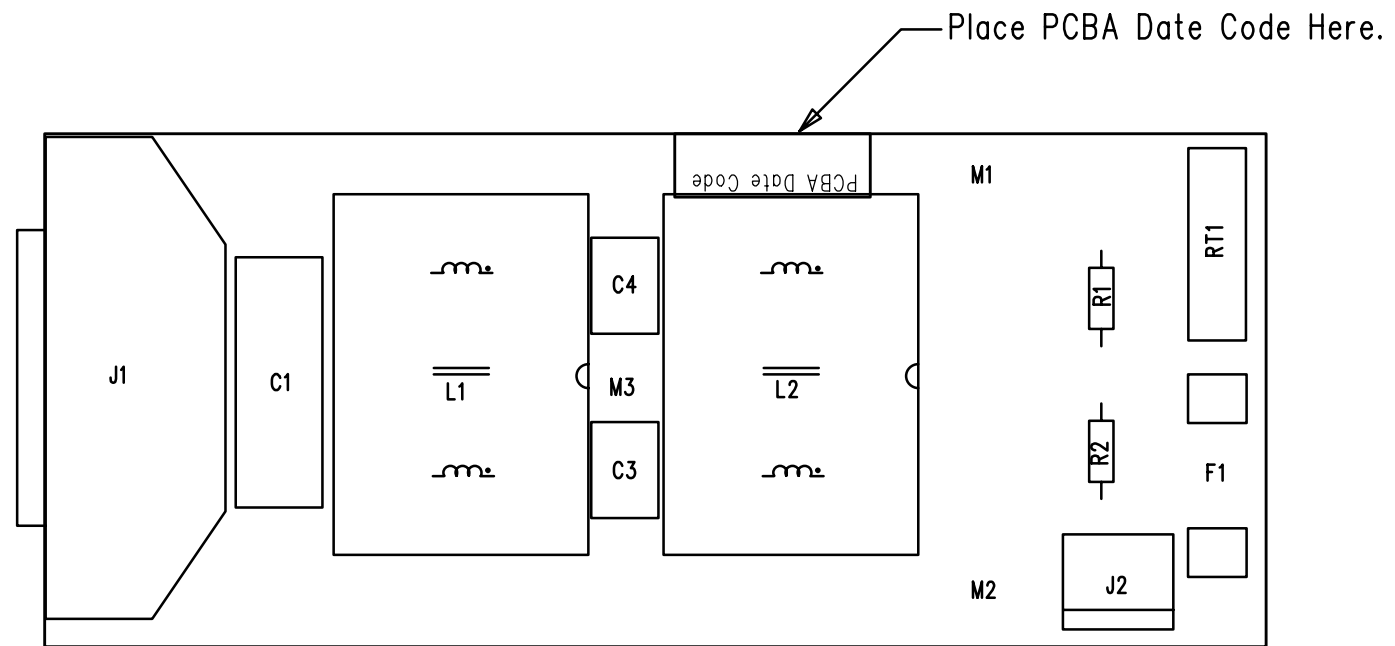 Place PCBA Date Code Here.
PCBA Date Code
M1
RT1
C4
R1
J1
C1
L1
M3
L2
R2
C3
F1
M2
J2